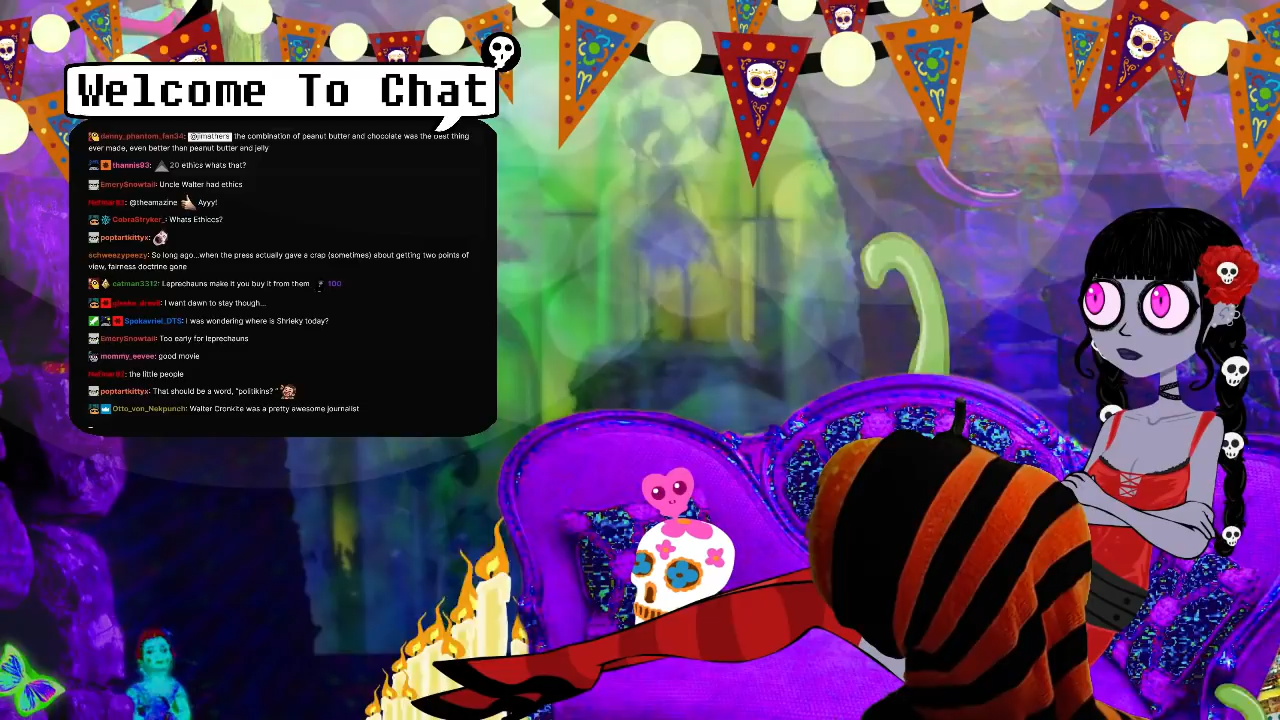 Welcome To Chat
danny_phantom_fan34: @jimathers the combination of peanut butter and chocolate was the best thing
ever made, even better than peanut butter and jelly
thannis93: 20 ethics whats that?
EmerySnowtail: Uncle Walter had ethics
@theamazine Ayyy!
CobraStryker_: Whats Ethiccs?
poptartkittyx:
schweezypeezy: So long ago...when the press actually gave a crap (sometimes) about getting two points of
view, fairness doctrine gone
catman3312: Leprechauns make it you buy it from them 100
I want dawn to stay though...
Spokavriel_DTS: I was wondering where is Shrieky today?
EmerySnowtail: Too early for leprechauns
mommy_eevee: good movie
the little people
poptartkittyx: That should be a word, "politikins? "
Otto_von_Nekpunch: Walter Cronkite was a pretty awesome journalist